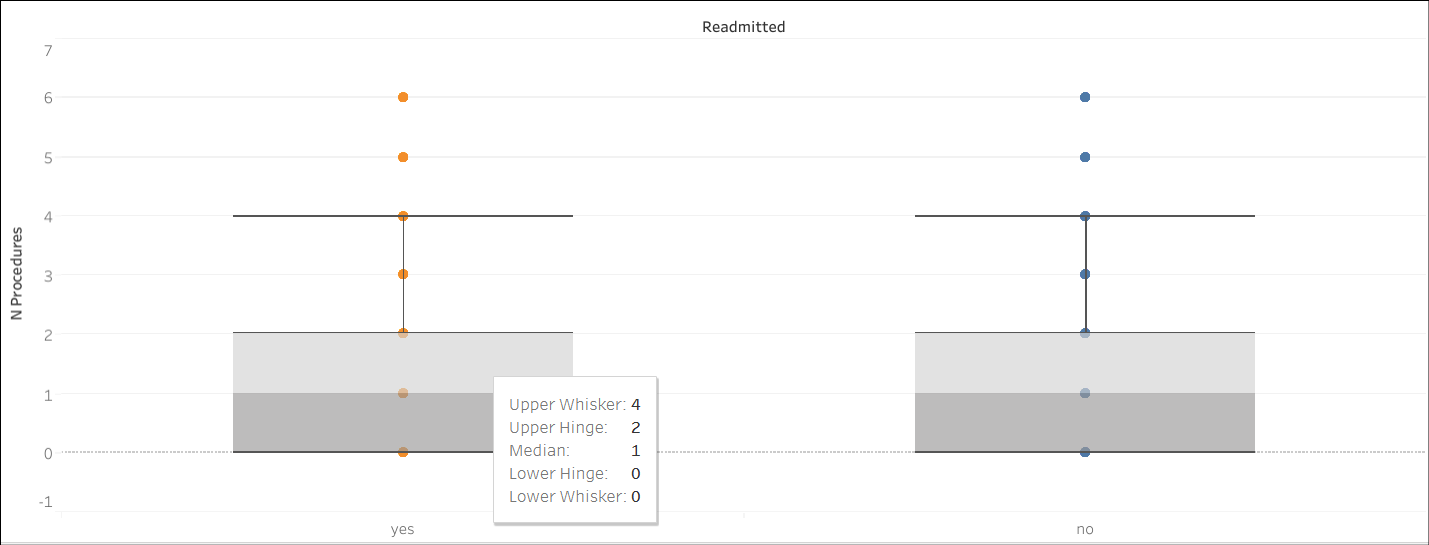 Readmitted
7
6
5
4
3
2
1
0
-1
N Procedures
Upper Whisker: 4
Upper Hinge: 2
Median: 1
Lower Hinge: 0
Lower Whisker: 0
yes
no